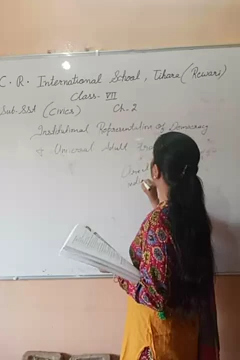 C. R. International School, Tihara (Rewari)
Class - VII
Sub-SST (Civics) Ch. 2
Institutional Representation of Democracy
& Universal Adult